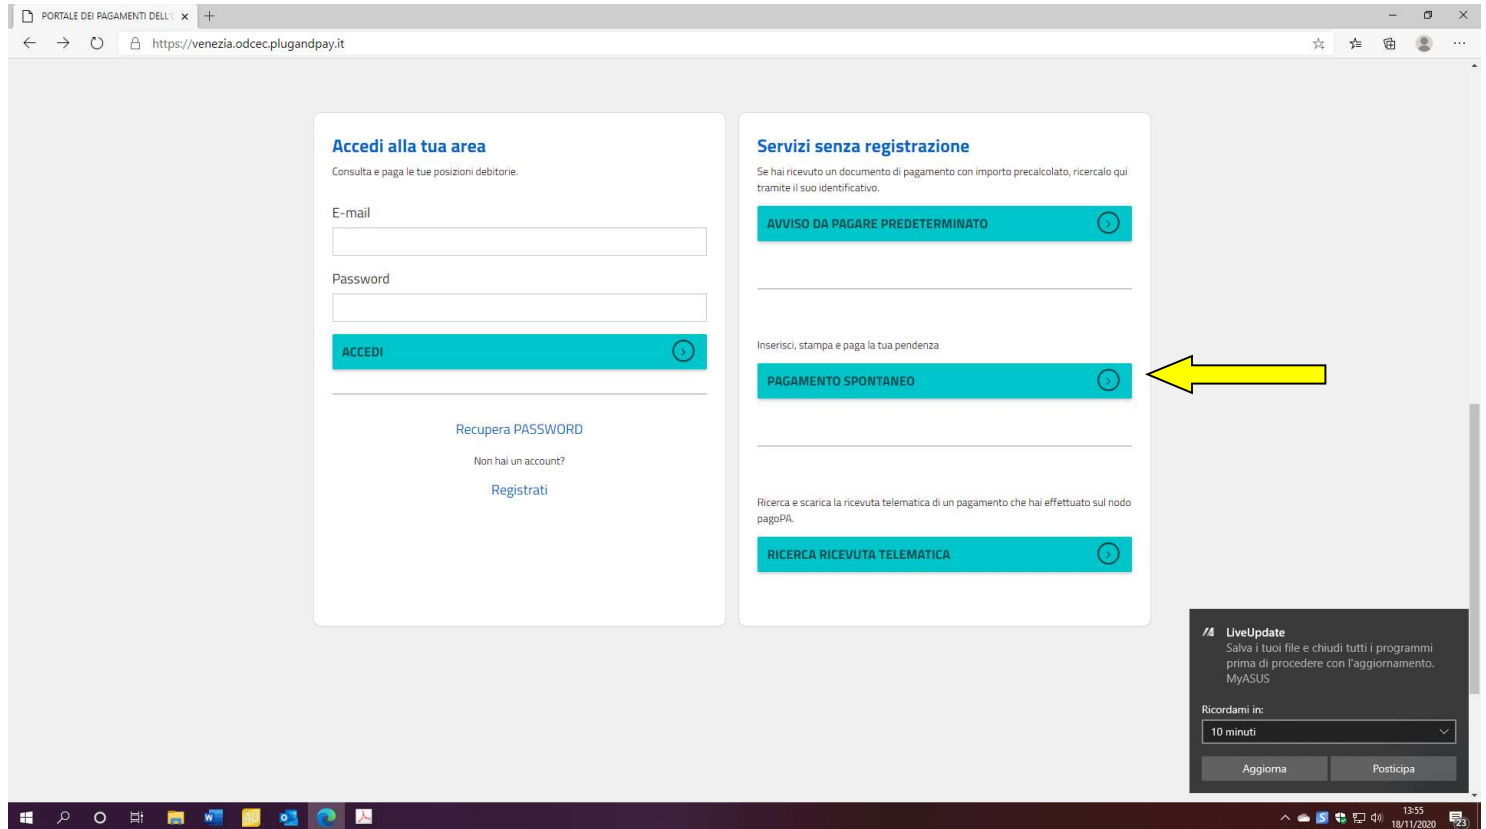 PORTALE DEI PAGAMENTI DELL'
https://venezia.odcec.plugandpay.it
Accedi alla tua area
Consulta e paga le tue posizioni debitorie.
E-mail
Password
ACCEDI
Recupera PASSWORD
Non hai un account?
Registrati
Servizi senza registrazione
Se hai ricevuto un documento di pagamento con importo precalcolato, ricercalo qui
tramite il suo identificativo.
AVVISO DA PAGARE PREDETERMINATO
Inserisci, stampa e paga la tua pendenza
PAGAMENTO SPONTANEO
Ricerca e scarica la ricevuta telematica di un pagamento che hai effettuato sul nodo
pagoPA.
RICERCA RICEVUTA TELEMATICA
LiveUpdate
Salva i tuoi file e chiudi tutti i programmi
prima di procedere con l'aggiornamento.
MyASUS
Ricordami in:
10 minuti
Aggiorna
Posticipa
13:55
18/11/2020
23